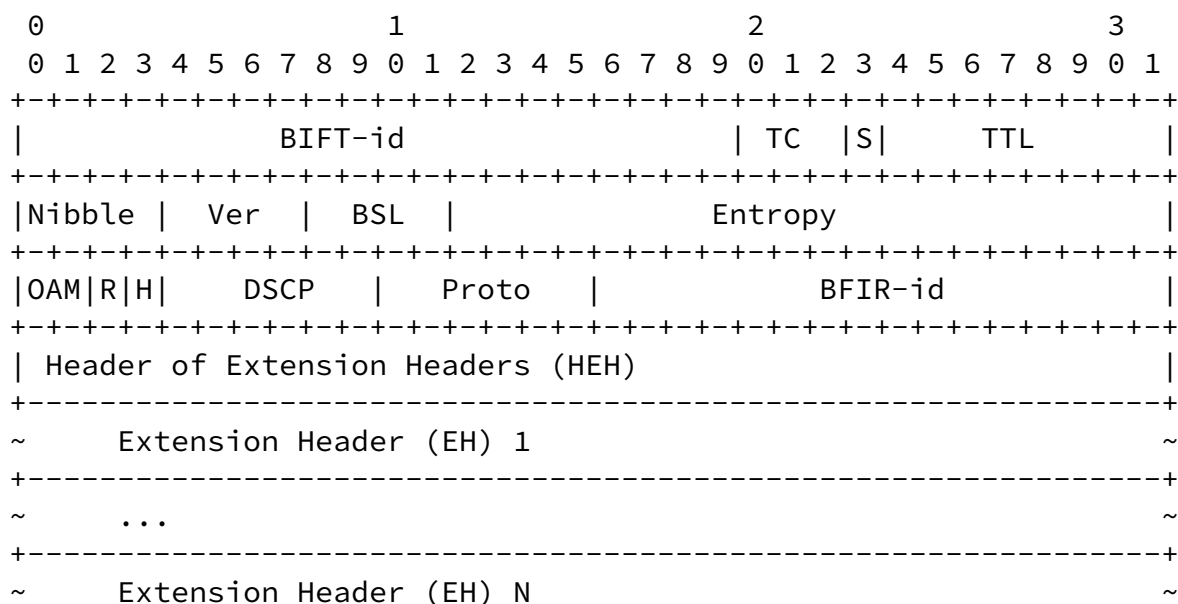 0                   1                   2                   3
 0 1 2 3 4 5 6 7 8 9 0 1 2 3 4 5 6 7 8 9 0 1 2 3 4 5 6 7 8 9 0 1
+-+-+-+-+-+-+-+-+-+-+-+-+-+-+-+-+-+-+-+-+-+-+-+-+-+-+-+-+-+-+-+-+
|              BIFT-id                  | TC  |S|     TTL       |
+-+-+-+-+-+-+-+-+-+-+-+-+-+-+-+-+-+-+-+-+-+-+-+-+-+-+-+-+-+-+-+-+
|Nibble |  Ver  |  BSL  |              Entropy                  |
+-+-+-+-+-+-+-+-+-+-+-+-+-+-+-+-+-+-+-+-+-+-+-+-+-+-+-+-+-+-+-+-+
|OAM|R|H|    DSCP   |   Proto   |            BFIR-id            |
+-+-+-+-+-+-+-+-+-+-+-+-+-+-+-+-+-+-+-+-+-+-+-+-+-+-+-+-+-+-+-+-+
| Header of Extension Headers (HEH)                             |
+---------------------------------------------------------------+
~     Extension Header (EH) 1                                   ~
+---------------------------------------------------------------+
~     ...                                                       ~
+---------------------------------------------------------------+
~     Extension Header (EH) N                                   ~